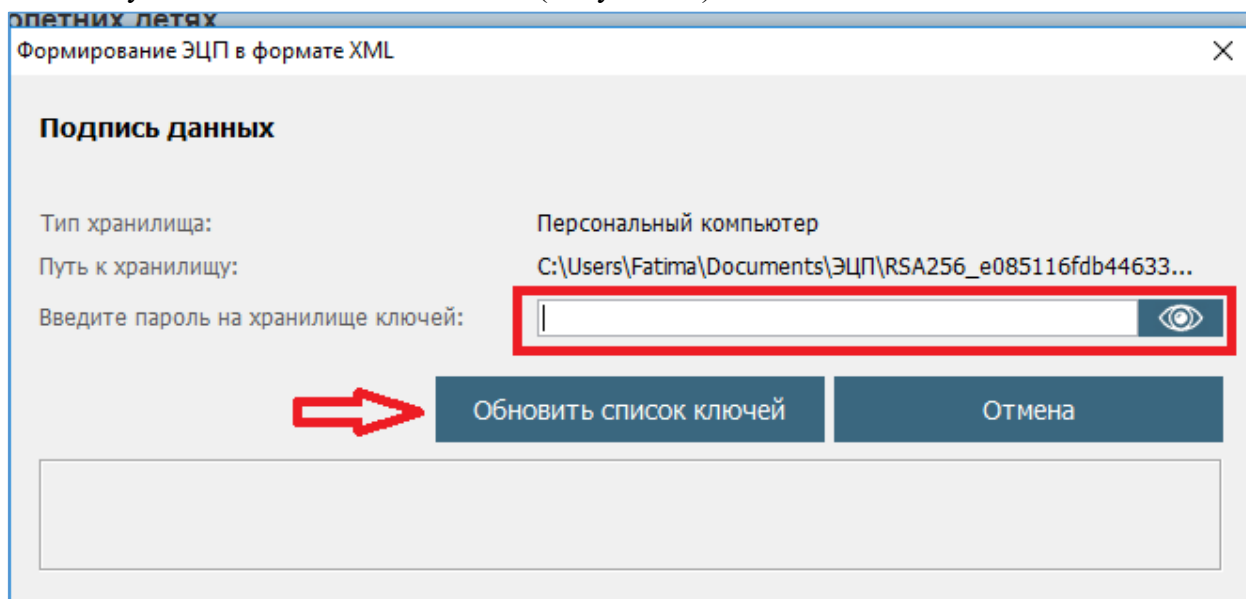 Формирование ЭЦП в формате XML
Подпись данных
Тип хранилища: Персональный компьютер
Путь к хранилищу: C:\Users\Fatima\Documents\ЭЦП\RSA256_e085116fdb44633...
Введите пароль на хранилище ключей:
Обновить список ключей Отмена